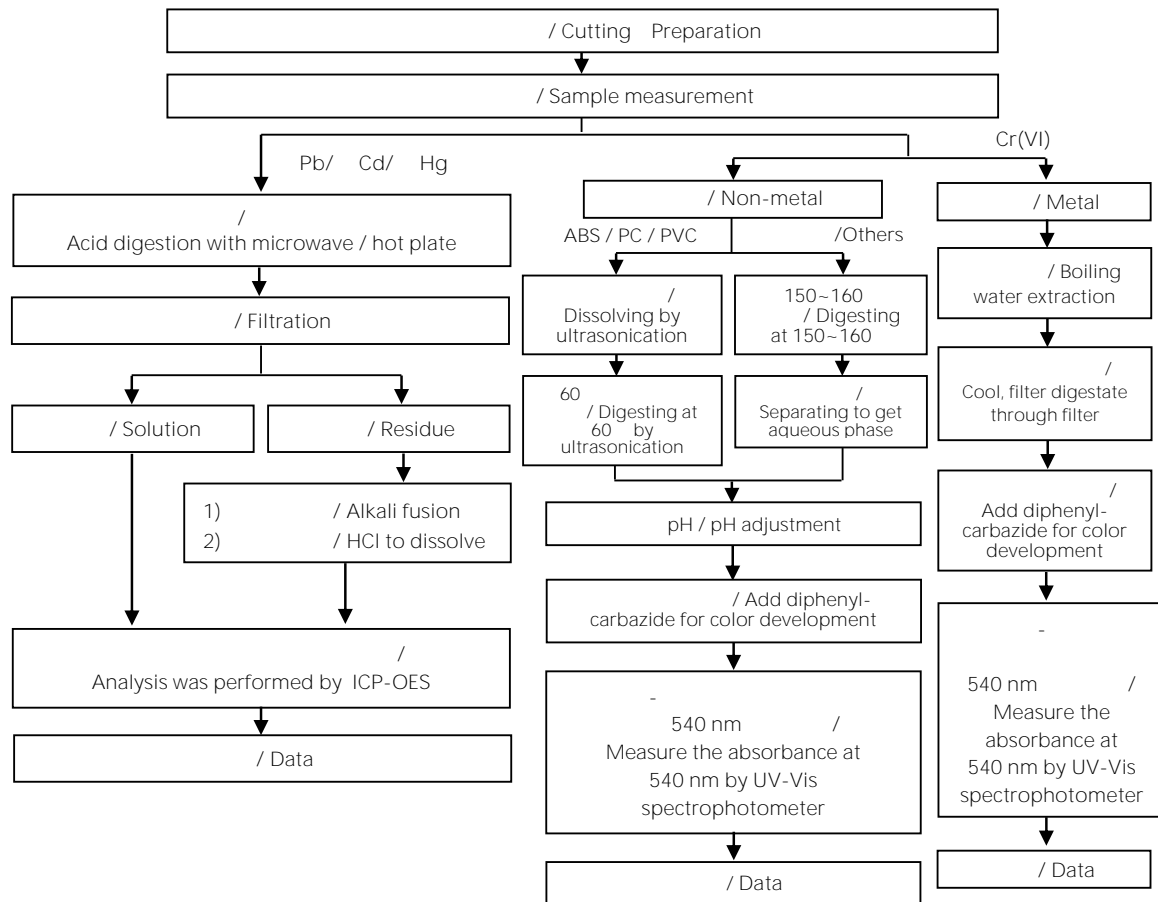 / Cutting Preparation
/ Sample measurement
Pb/ Cd/ Hg
Cr(VI)
/
Acid digestion with microwave / hot plate
/ Filtration
/ Solution
/ Residue
1) / Alkali fusion
2) / HCl to dissolve
/
Analysis was performed by ICP-OES
/ Data
/ Non-metal
ABS / PC / PVC
/Others
/
Dissolving by
ultrasonication
60
/ Digesting at
60 by
ultrasonication
150~160
/ Digesting
at 150~160
/
Separating to get
aqueous phase
pH / pH adjustment
/ Add diphenyl-
carbazide for color development
-
540 nm /
Measure the absorbance at
540 nm by UV-Vis
spectrophotometer
/ Data
/ Metal
/ Boiling
water extraction
/
Cool, filter digestate
through filter
/
Add diphenyl-
carbazide for color
development
-
540 nm /
Measure the
absorbance at
540 nm by UV-Vis
spectrophotometer
/ Data